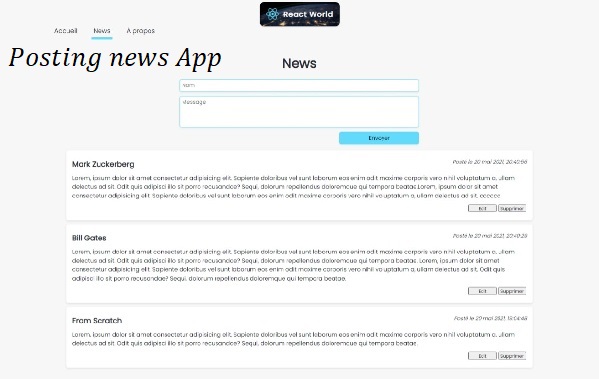 React World
Accueil News A propos
Posting news App
News
Nom
Message
Envoyer
Mark Zuckerberg Posté le 20 mai 2021, 20:40:56
Lorem, ipsum dolor sit amet consectetur adipisicing elit. Sapiente doloribus vel sunt laborum eos enim odit maxime corporis vero nihil voluptatum a, ullam
delectus ad sit. Odit quis adipisci illo sit porro recusandae? Sequi, dolorum repellendus doloremque qui tempora beatae.Lorem, ipsum dolor sit amet
consectetur adipisicing elit. Sapiente doloribus vel sunt laborum eos enim odit maxime corporis vero nihil voluptatum a, ullam delectus ad sit.
Edit Supprimer
Bill Gates Posté le 20 mai 2021, 20:40:29
Lorem, ipsum dolor sit amet consectetur adipisicing elit. Sapiente doloribus vel sunt laborum eos enim odit maxime corporis vero nihil voluptatum a, ullam
delectus ad sit. Odit quis adipisci illo sit porro recusandae? Sequi, dolorum repellendus doloremque qui tempora beatae. Lorem, ipsum dolor sit amet
consectetur adipisicing elit. Sapiente doloribus vel sunt laborum eos enim odit maxime corporis vero nihil voluptatum a, ullam delectus ad sit. Odit quis
adipisci illo sit porro recusandae? Sequi, dolorum repellendus doloremque qui tempora beatae.
Edit Supprimer
From Scratch Posté le 20 mai 2021,
Lorem, ipsum dolor sit amet consectetur adipisicing elit. Sapiente doloribus vel sunt laborum eos enim odit maxime corporis vero nihil voluptatum a, ullam
delectus ad sit. Odit quis adipisci illo sit porro recusandae? Sequi, dolorum repellendus doloremque qui tempora beatae.
Edit Supprimer